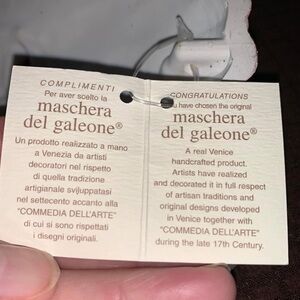 COMPLIMENTI
Per aver scelto la
maschera
del galeone®
Un prodotto realizzato a mano
a Venezia da artisti
decoratori nel rispetto
di quella tradizione
artigianale svjluppatasi
nel settecento accanto alla
"COMMEDIA DELL'ARTE"
di cui si sono rispettati
i disegni originali.
CONGRATULATIONS
You have chosen the original
maschera
del galeone®
A real Venice
handcrafted product.
Artists have realized
and decorated it in full respect
of artisan traditions and
original designs developed
in Venice together with
"COMMEDIA DELL'ARTE"
during the late 17th Century.